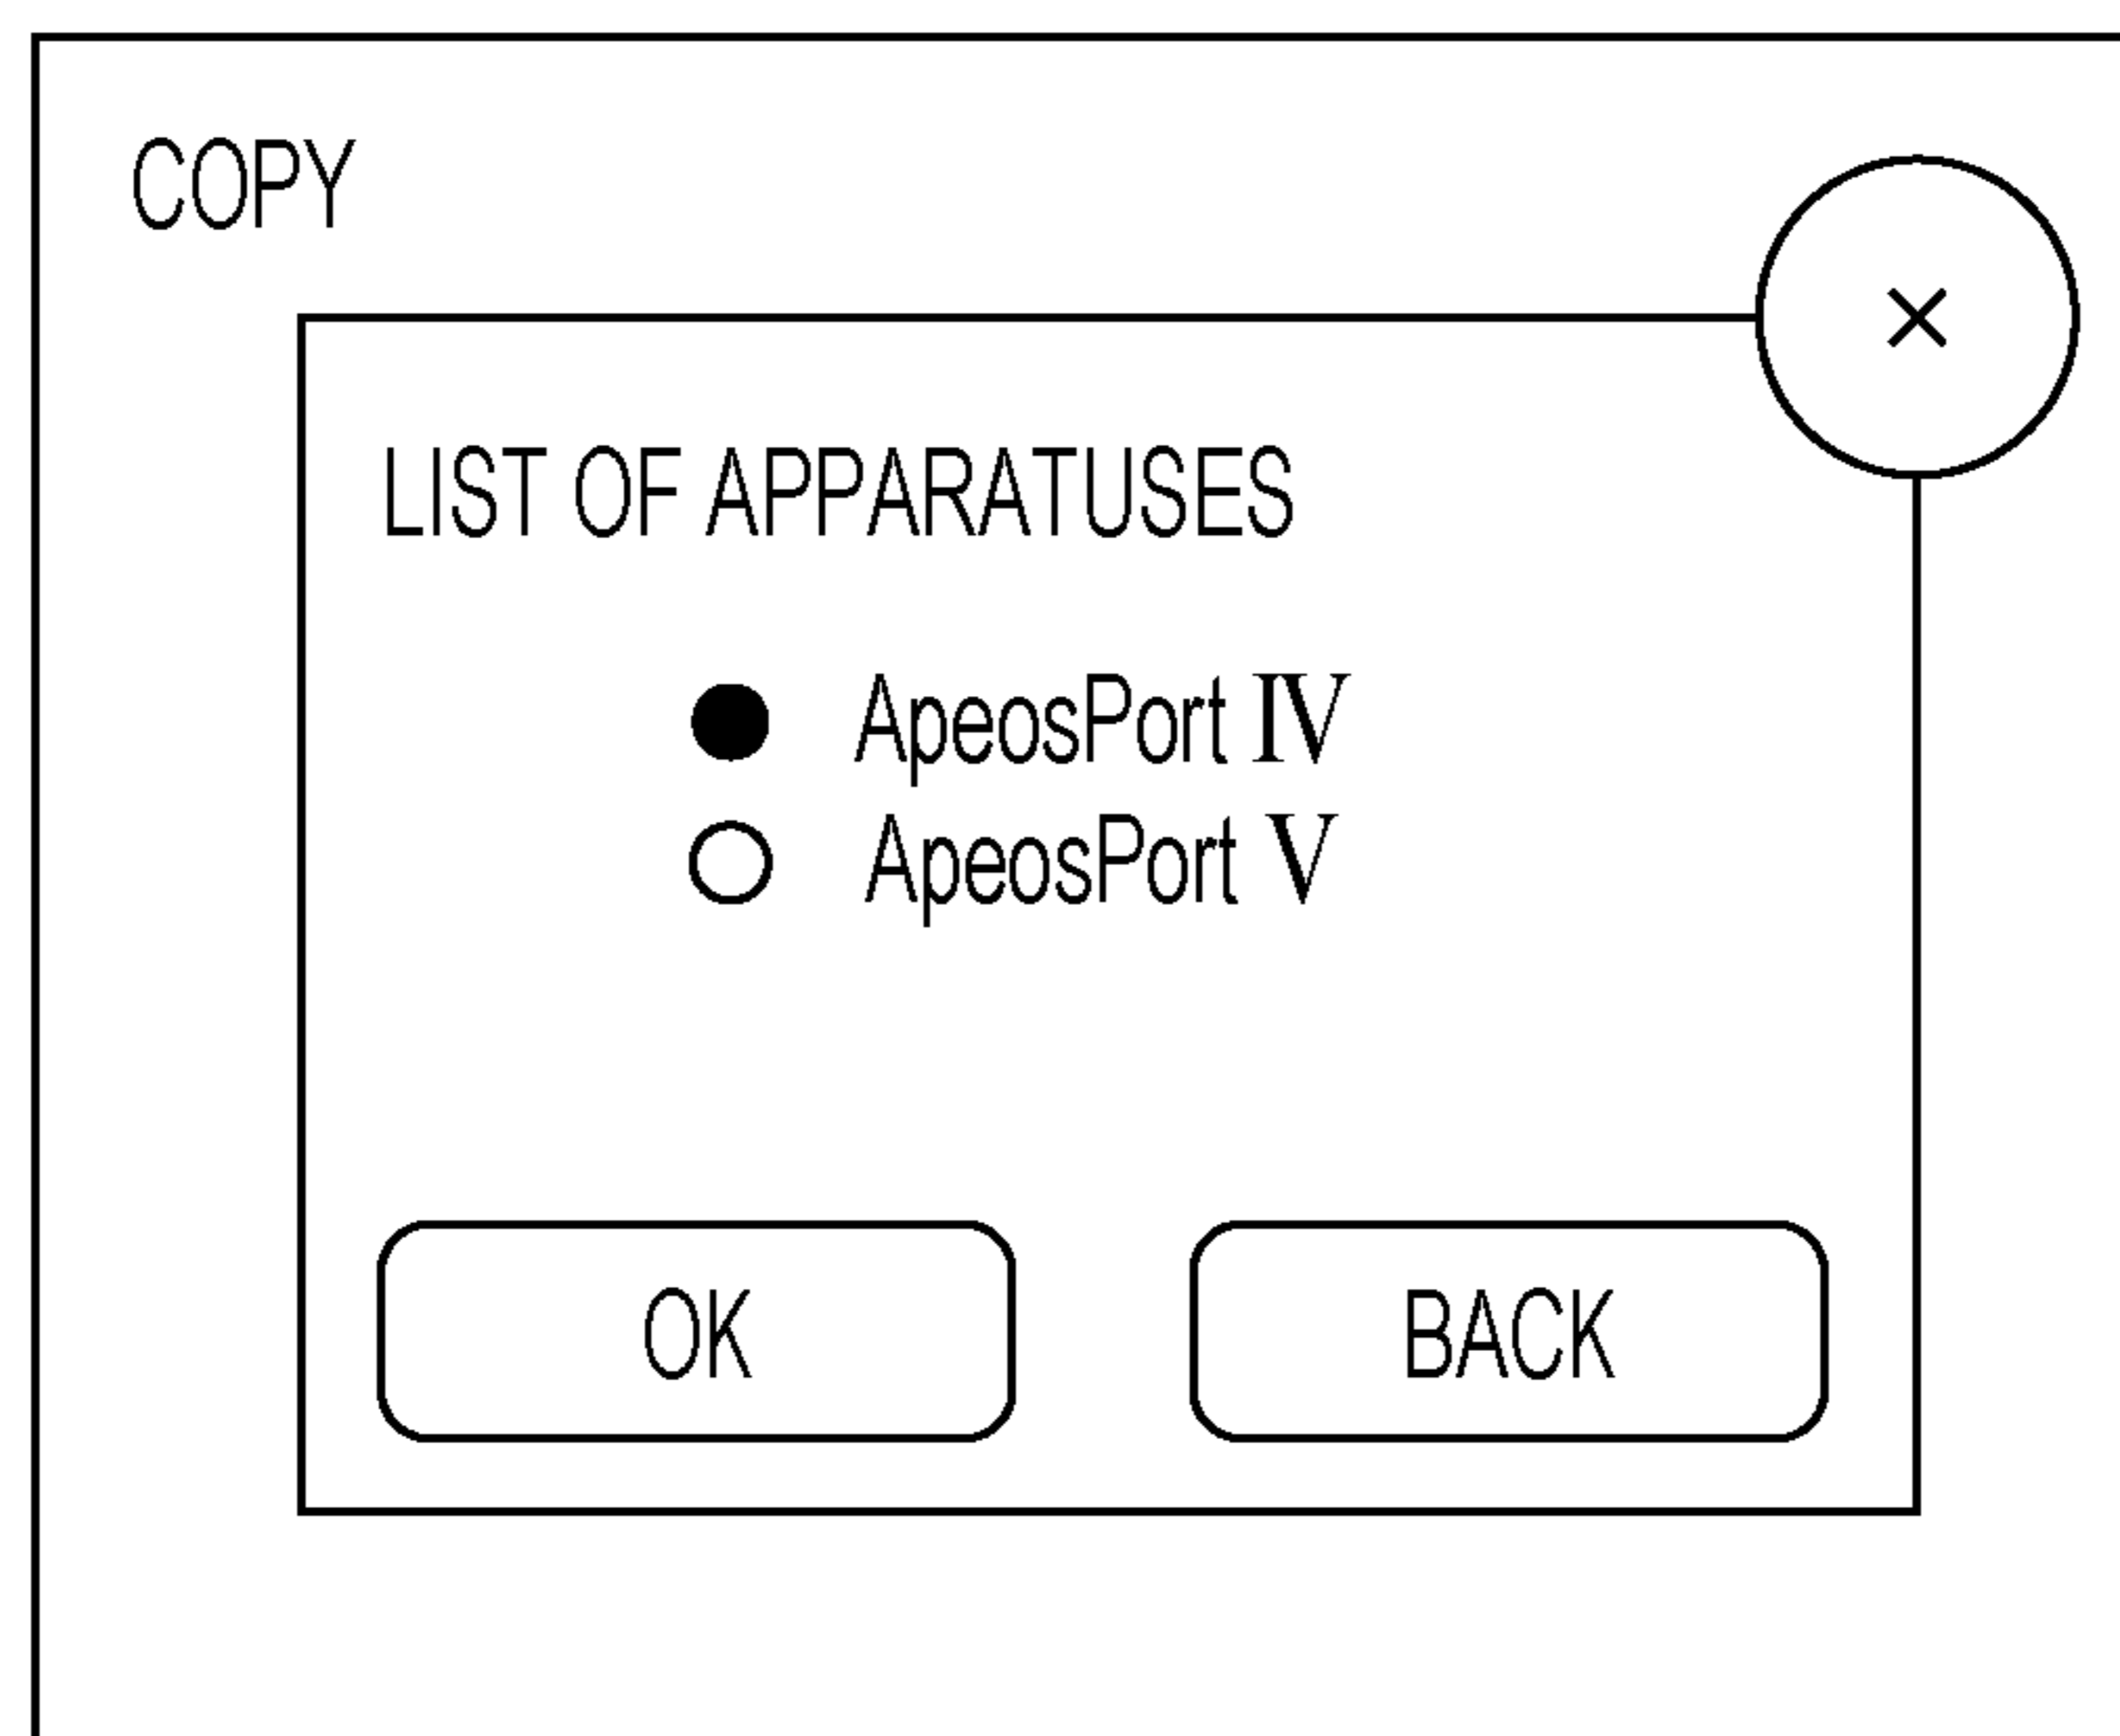 COPY
×
LIST OF APPARATUSES
ApeosPort IV
ApeosPort V
OK
BACK